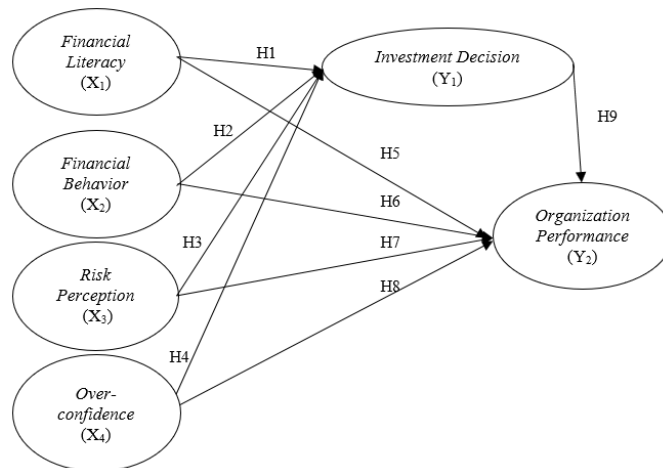 Financial
Literacy
(X₁)
H1
Investment Decision
(Y₁)
H2
H9
Financial
Behavior
(X₂)
H5
H6
Organization
Performance
(Y₂)
H3
H7
Risk
Perception
(X₃)
H8
H4
Over-
confidence
(X₄)